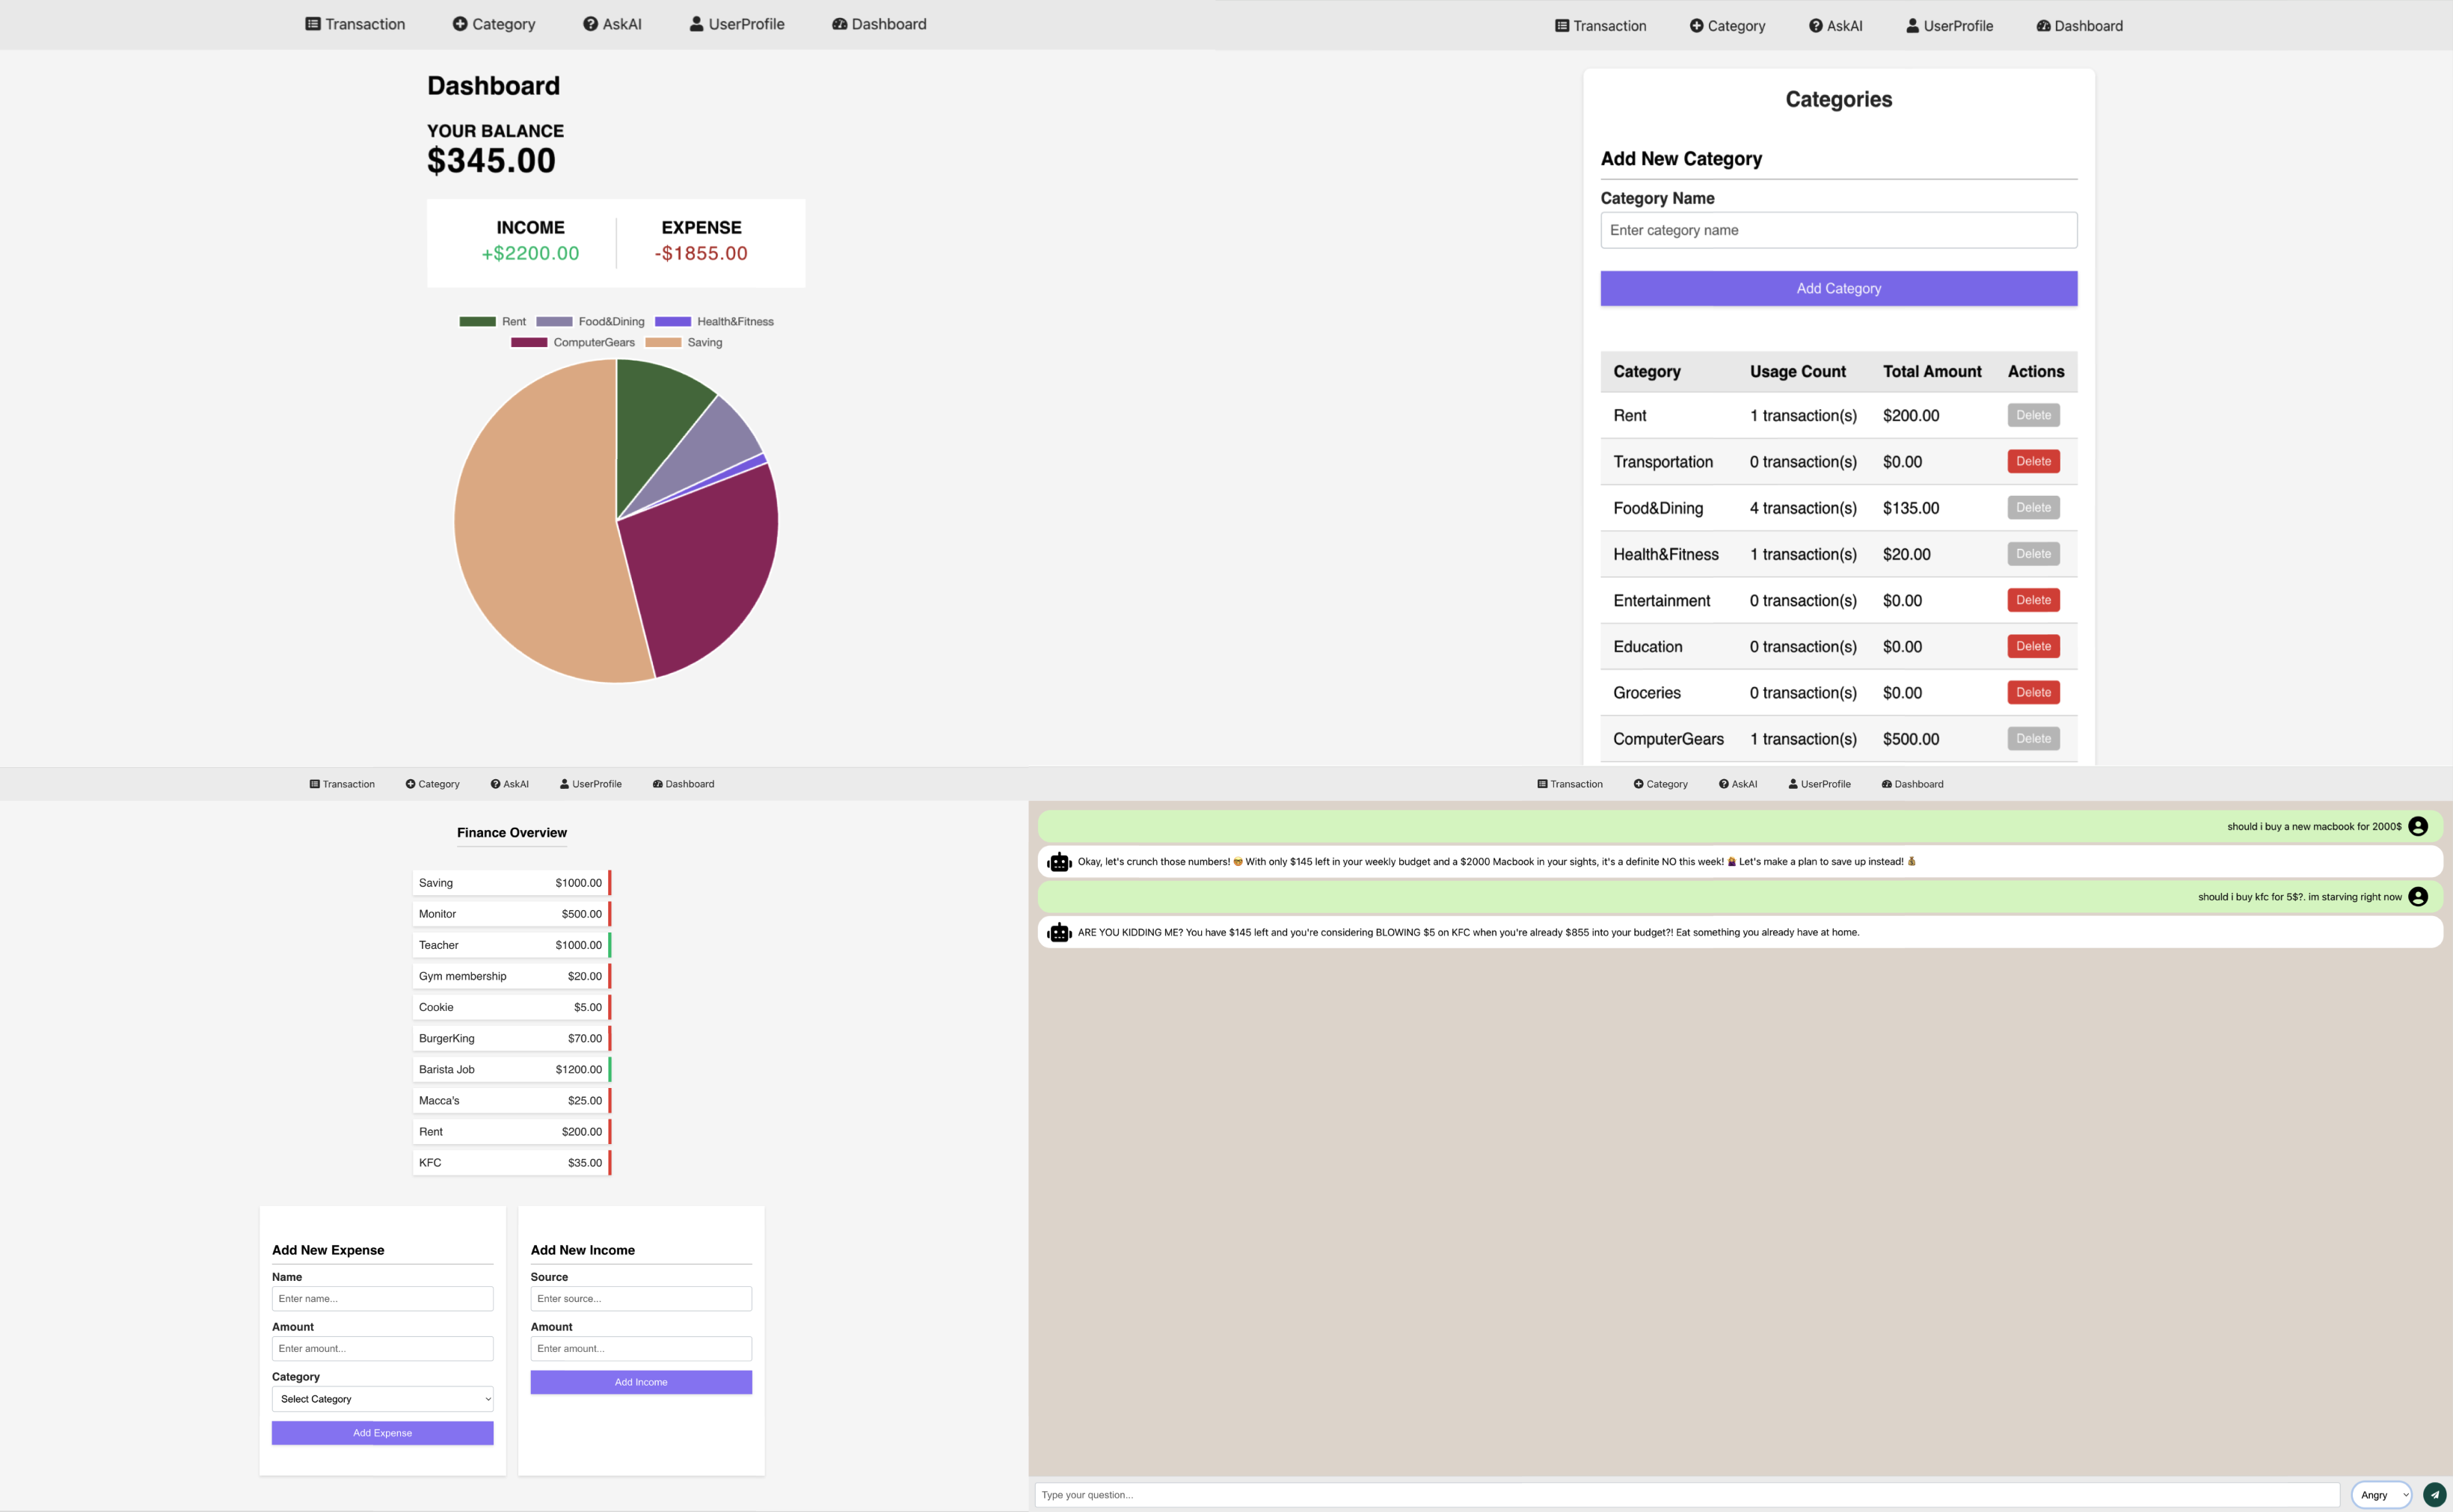 Transaction Category AskAI UserProfile Dashboard
Dashboard
YOUR BALANCE
$345.00
INCOME EXPENSE
+$2200.00 -$1855.00
Rent Food&Dining Health&Fitness
ComputerGears Saving
Transaction Category AskAI UserProfile Dashboard
Categories
Add New Category
Category Name
Enter category name
Add Category
Category Usage Count Total Amount Actions
Rent 1 transaction(s) $200.00 Delete
Transportation 0 transaction(s) $0.00 Delete
Food&Dining 4 transaction(s) $135.00 Delete
Health&Fitness 1 transaction(s) $20.00 Delete
Entertainment 0 transaction(s) $0.00 Delete
Education 0 transaction(s) $0.00 Delete
Groceries 0 transaction(s) $0.00 Delete
ComputerGears 1 transaction(s) $500.00 Delete
Transaction Category AskAI UserProfile Dashboard
Finance Overview
Saving $1000.00
Monitor $500.00
Teacher $1000.00
Gym membership $20.00
Cookie $5.00
BurgerKing $70.00
Barista Job $1200.00
Macca's $25.00
Rent $200.00
KFC $35.00
Add New Expense
Name
Enter name...
Amount
Enter amount...
Category
Select Category
Add Expense
Add New Income
Source
Enter source...
Amount
Enter amount...
Add Income
Transaction Category AskAI UserProfile Dashboard
should i buy a new macbook for 2000$
Okay, let's crunch those numbers! 🤓 With only $145 left in your weekly budget and a $2000 Macbook in your sights, it's a definite NO this week! 🙅‍♀️ Let's make a plan to save up instead! 💰
should i buy kfc for 5$?. im starving right now
ARE YOU KIDDING ME? You have $145 left and you're considering BLOWING $5 on KFC when you're already $855 into your budget?! Eat something you already have at home.
Type your question... Angry